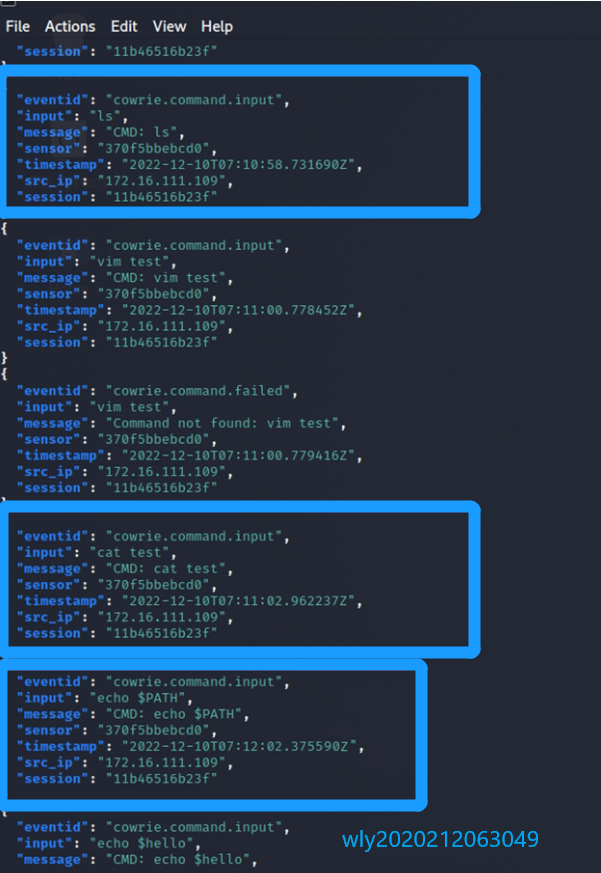 File Actions Edit View Help
"session": "11b46516b23f"
"eventid": "cowrie.command.input",
"input": "ls",
"message": "CMD: ls",
"sensor": "370f5bbebcd0",
"timestamp": "2022-12-10T07:10:58.731690Z",
"src_ip": "172.16.111.109",
"session": "11b46516b23f"
{
"eventid": "cowrie.command.input",
"input": "vim test",
"message": "CMD: vim test",
"sensor": "370f5bbebcd0",
"timestamp": "2022-12-10T07:11:00.778452Z",
"src_ip": "172.16.111.109",
"session": "11b46516b23f"
}
{
"eventid": "cowrie.command.failed",
"input": "vim test",
"message": "Command not found: vim test",
"sensor": "370f5bbebcd0",
"timestamp": "2022-12-10T07:11:00.779416Z",
"src_ip": "172.16.111.109",
"session": "11b46516b23f"
"eventid": "cowrie.command.input",
"input": "cat test",
"message": "CMD: cat test",
"sensor": "370f5bbebcd0",
"timestamp": "2022-12-10T07:11:02.962237Z",
"src_ip": "172.16.111.109",
"session": "11b46516b23f"
"eventid": "cowrie.command.input",
"input": "echo $PATH",
"message": "CMD: echo $PATH",
"sensor": "370f5bbebcd0",
"timestamp": "2022-12-10T07:12:02.375590Z",
"src_ip": "172.16.111.109",
"session": "11b46516b23f"
{
"eventid": "cowrie.command.input",
"input": "echo $hello",
"message": "CMD: echo $hello",
wly2020212063049